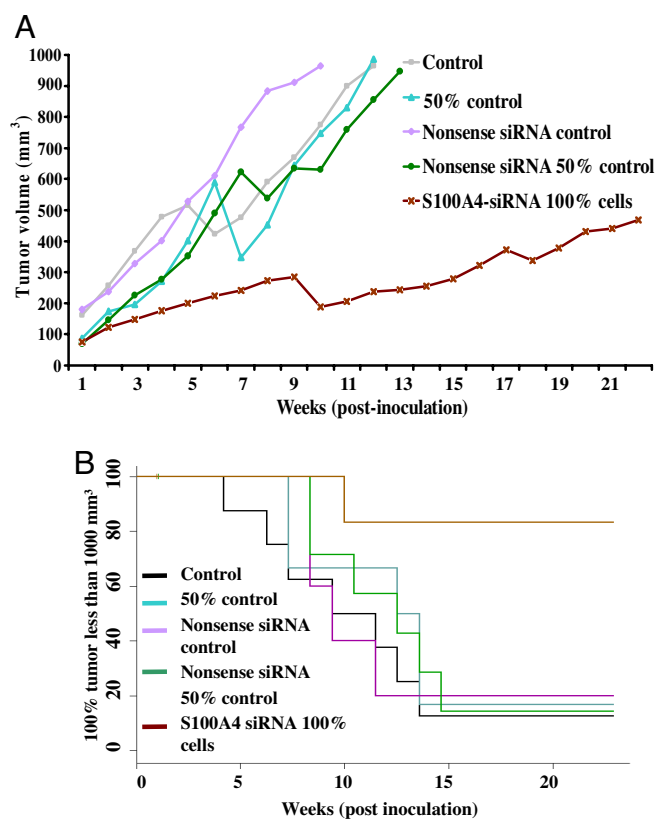 A
1000
900
800
700
600
500
400
300
200
100
0
Tumor volume (mm3)
Control
50% control
Nonsense siRNA control
Nonsense siRNA 50% control
S100A4-siRNA 100% cells
1 3 5 7 9 11 13 15 17 19 21
Weeks (post-inoculation)
B
100
80
60
40
20
0
100% tumor less than 1000 mm³
Control
50% control
Nonsense siRNA
control
Nonsense siRNA
50% control
S100A4 siRNA 100%
cells
0 5 10 15 20
Weeks (post inoculation)